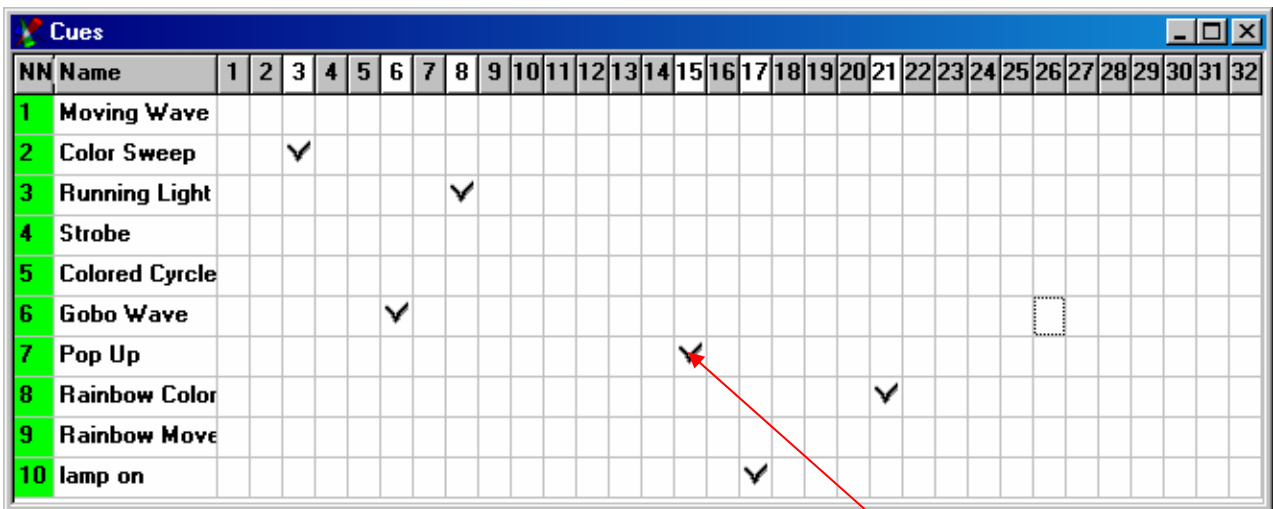 Cues
NN Name 1 2 3 4 5 6 7 8 9 10 11 12 13 14 15 16 17 18 19 20 21 22 23 24 25 26 27 28 29 30 31 32
1 Moving Wave
2 Color Sweep
3 Running Light
4 Strobe
5 Colored Cyrcle
6 Gobo Wave
7 Pop Up
8 Rainbow Color
9 Rainbow Move
10 lamp on